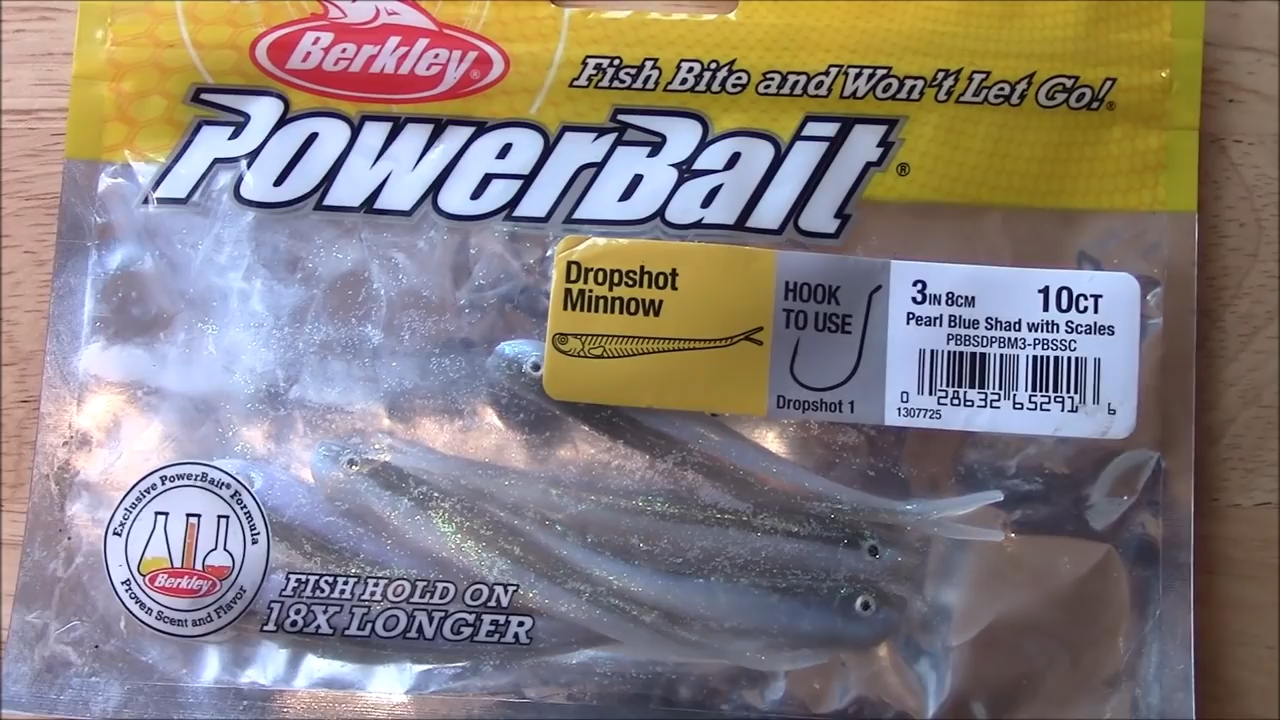 Berkley®
Fish Bite and Won't Let Go!®
PowerBait®
Dropshot
Minnow
HOOK
TO USE
Dropshot 1
3 IN 8CM 10CT
Pearl Blue Shad with Scales
PBBSDPBM3-PBSSC
0 28632 65291 6
1307725
Exclusive PowerBait® Formula
Berkley
Proven Scent and Flavor
FISH HOLD ON
18X LONGER